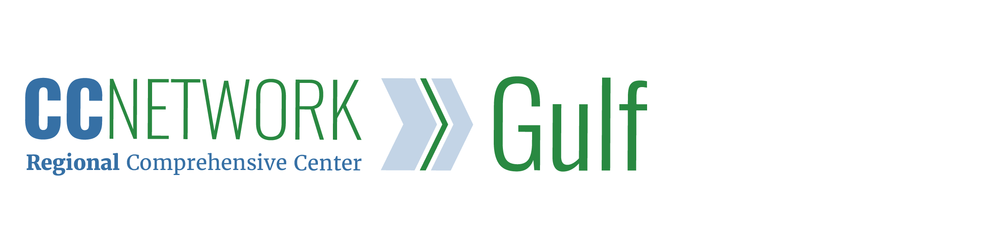 CCNETWORK
Regional Comprehensive Center
Gulf